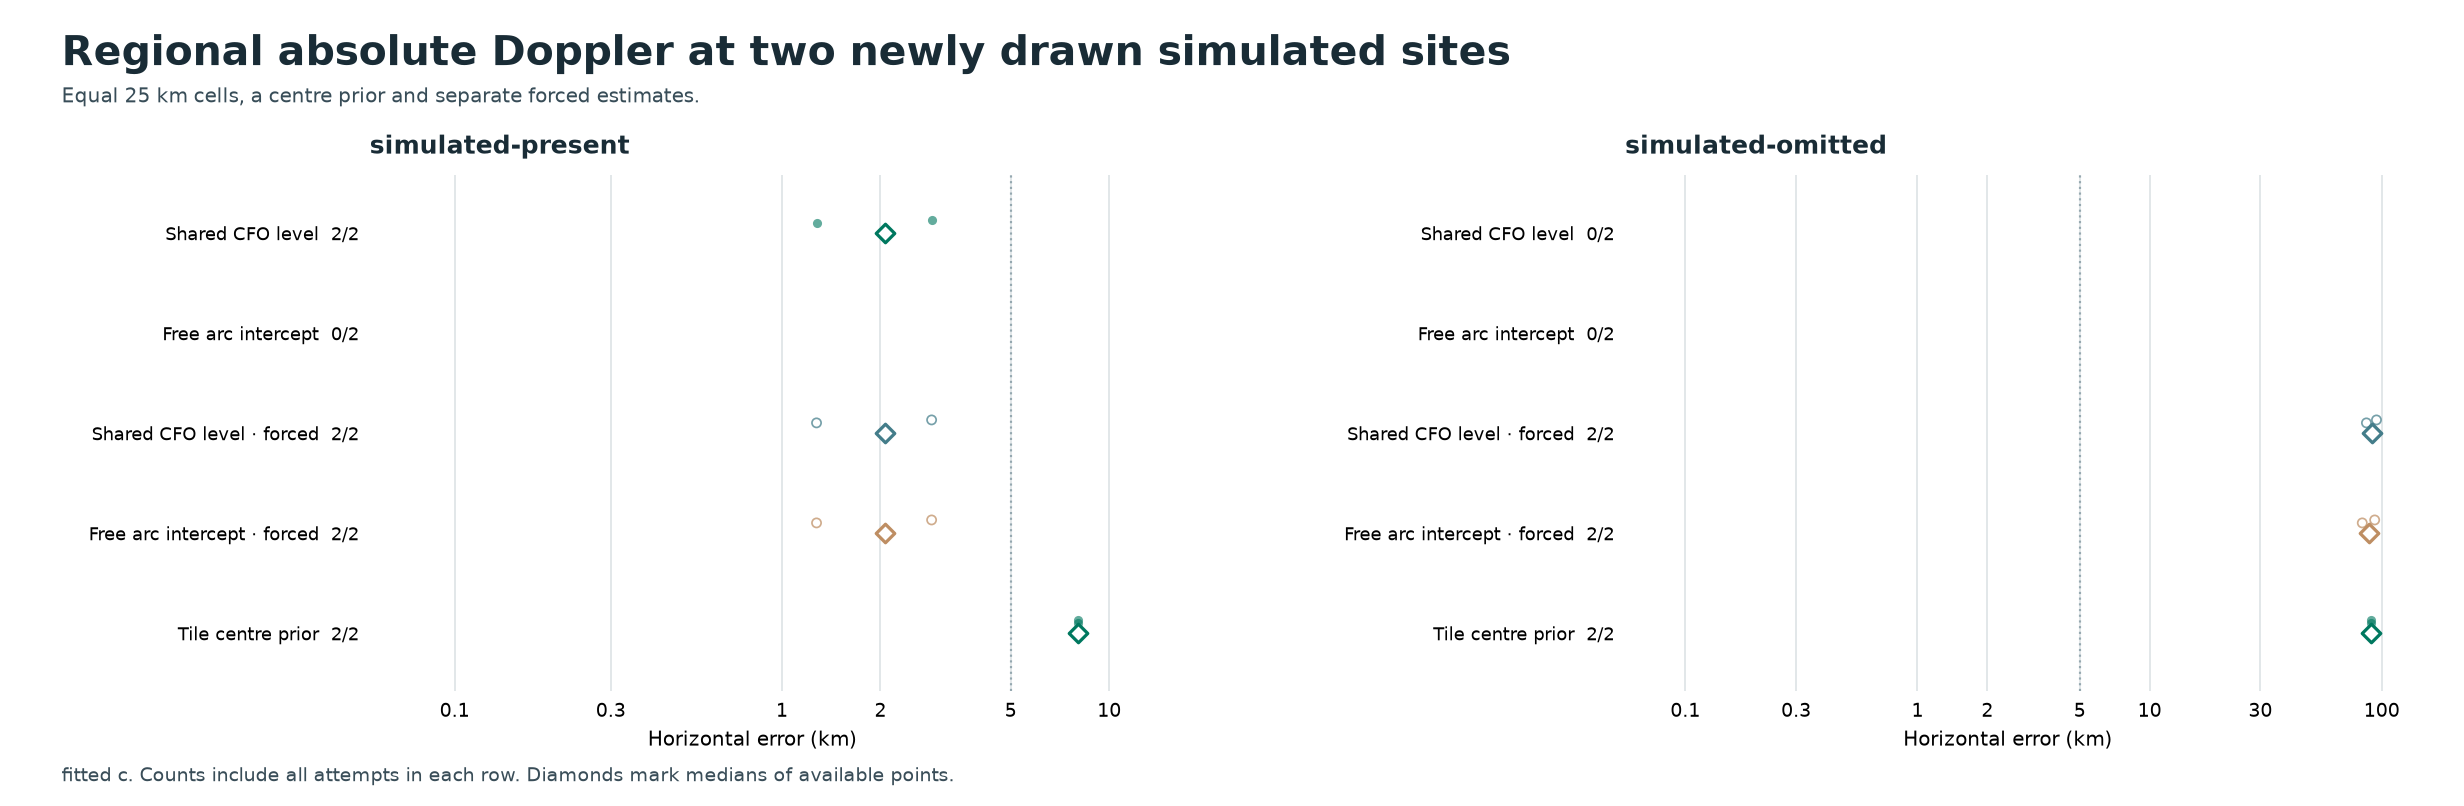 Regional absolute Doppler at two newly drawn simulated sites
Equal 25 km cells, a centre prior and separate forced estimates.
simulated-present
Shared CFO level 2/2
Free arc intercept 0/2
Shared CFO level · forced 2/2
Free arc intercept · forced 2/2
Tile centre prior 2/2
0.1 0.3 1 2 5 10
Horizontal error (km)
simulated-omitted
Shared CFO level 0/2
Free arc intercept 0/2
Shared CFO level · forced 2/2
Free arc intercept · forced 2/2
Tile centre prior 2/2
0.1 0.3 1 2 5 10 30 100
Horizontal error (km)
fitted c. Counts include all attempts in each row. Diamonds mark medians of available points.